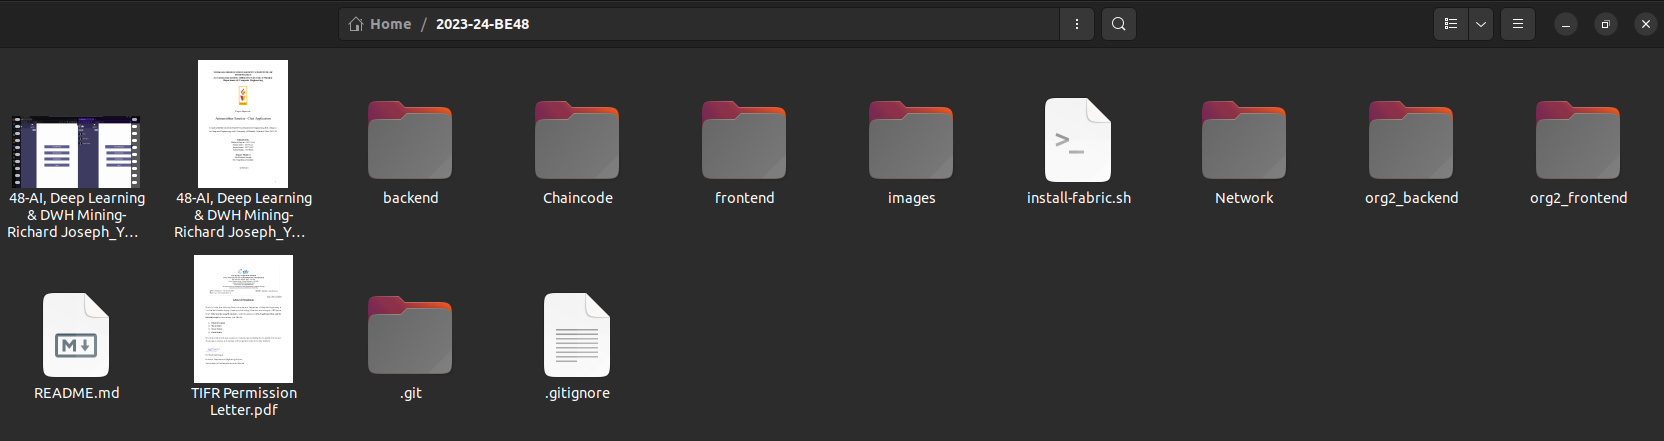 Home / 2023-24-BE48
48-AI, Deep Learning
& DWH Mining-
Richard Joseph_Y...
48-AI, Deep Learning
& DWH Mining-
Richard Joseph_Y...
backend
Chaincode
frontend
images
>_
install-fabric.sh
Network
org2_backend
org2_frontend
M
README.md
TIFR Permission
Letter.pdf
.git
.gitignore